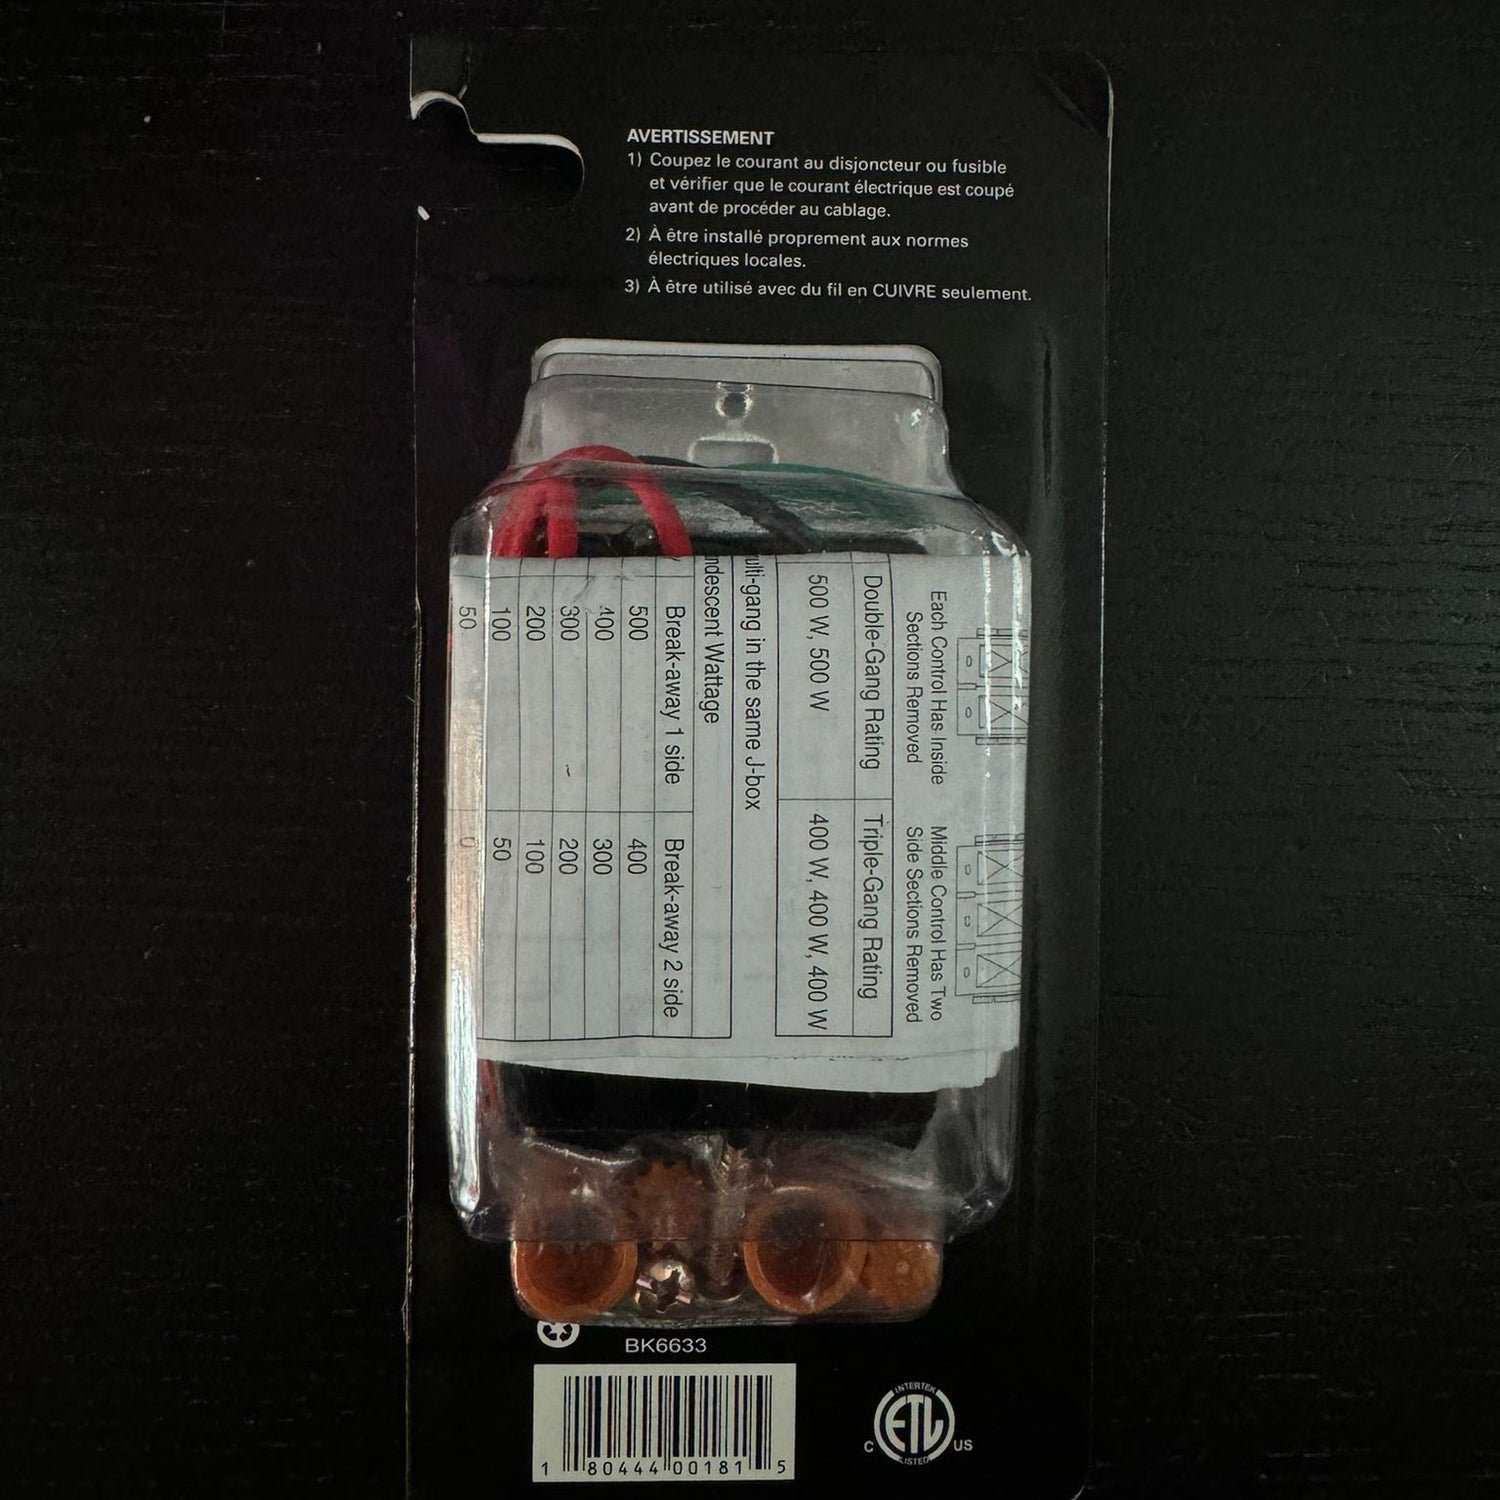 AVERTISSEMENT
1) Coupez le courant au disjoncteur ou fusible
et vérifier que le courant électrique est coupé
avant de procéder au cablage.
2) À être installé proprement aux normes
électriques locales.
3) À être utilisé avec du fil en CUIVRE seulement.
Each Control Has Inside
Sections Removed
Middle Control Has Two
Side Sections Removed
Double-Gang Rating
Triple-Gang Rating
500 W, 500 W
400 W, 400 W, 400 W
in the same J-box
Wattage
Break-away 1 side
Break-away 2 side
500
400
400
300
300
200
200
100
100
50
50
0
BK6633
1 80444 00181 5
INTERTEK
ETL
C US
LISTED